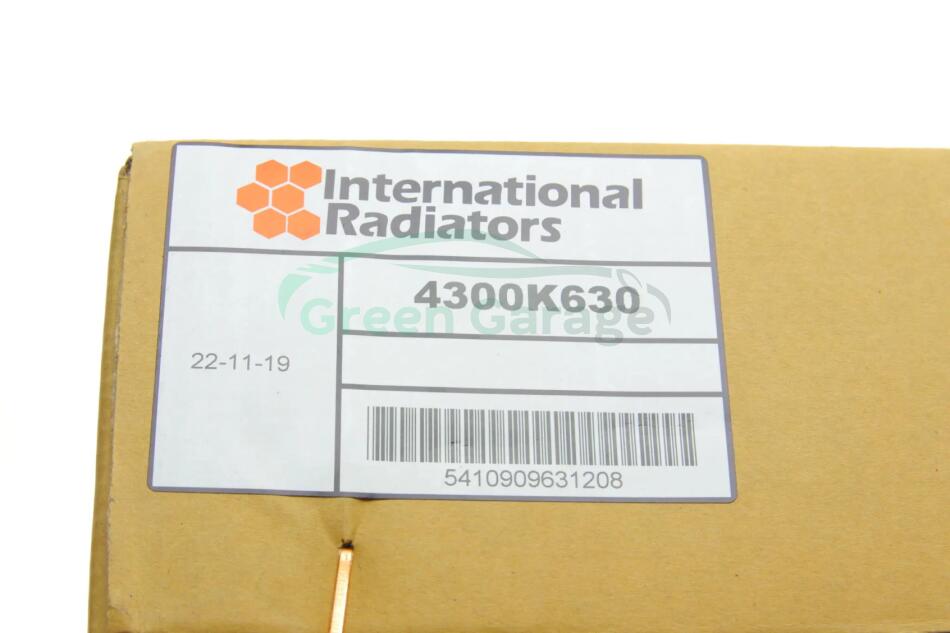 International
Radiators
4300K630
Green Garage
22-11-19
5410909631208